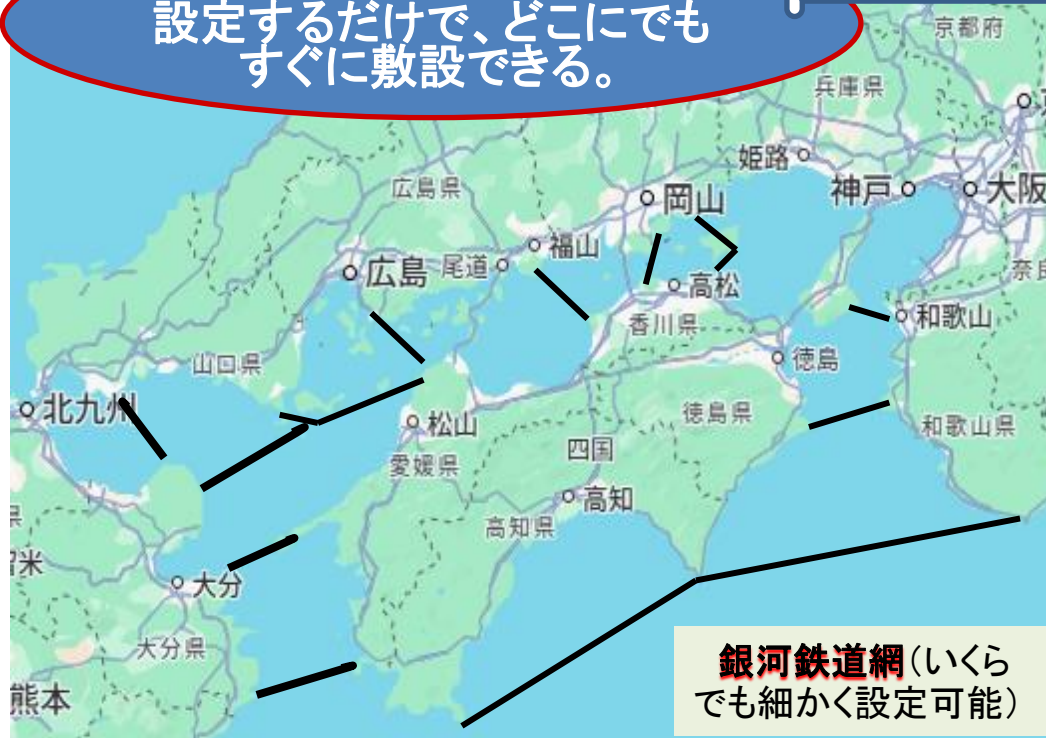 設定するだけで、どこにでも
すぐに敷設できる。
京都府
兵庫県
姫路
神戸
大阪
広島県
岡山
福山
尾道
広島
高松
香川県
和歌山
山口県
徳島
北九州
松山
徳島県
和歌山県
愛媛県
四国
高知
高知県
大分
大分県
熊本
銀河鉄道網(いくら
でも細かく設定可能)